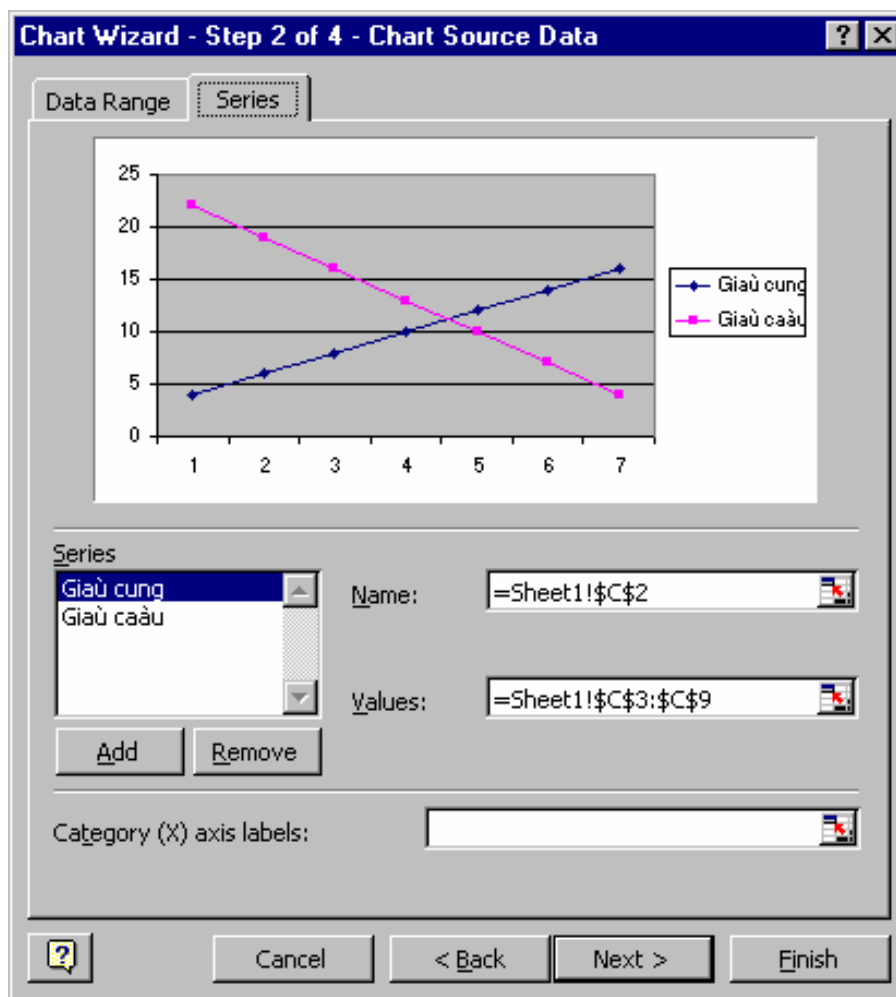 Chart Wizard - Step 2 of 4 - Chart Source Data
Data Range Series
25
20
15
10
5
0
1 2 3 4 5 6 7
Giaù cung
Giaù caàu
Series
Giaù cung
Giaù caàu
Name: =Sheet1!$C$2
Values: =Sheet1!$C$3:$C$9
Add Remove
Category (X) axis labels:
Cancel < Back Next > Finish